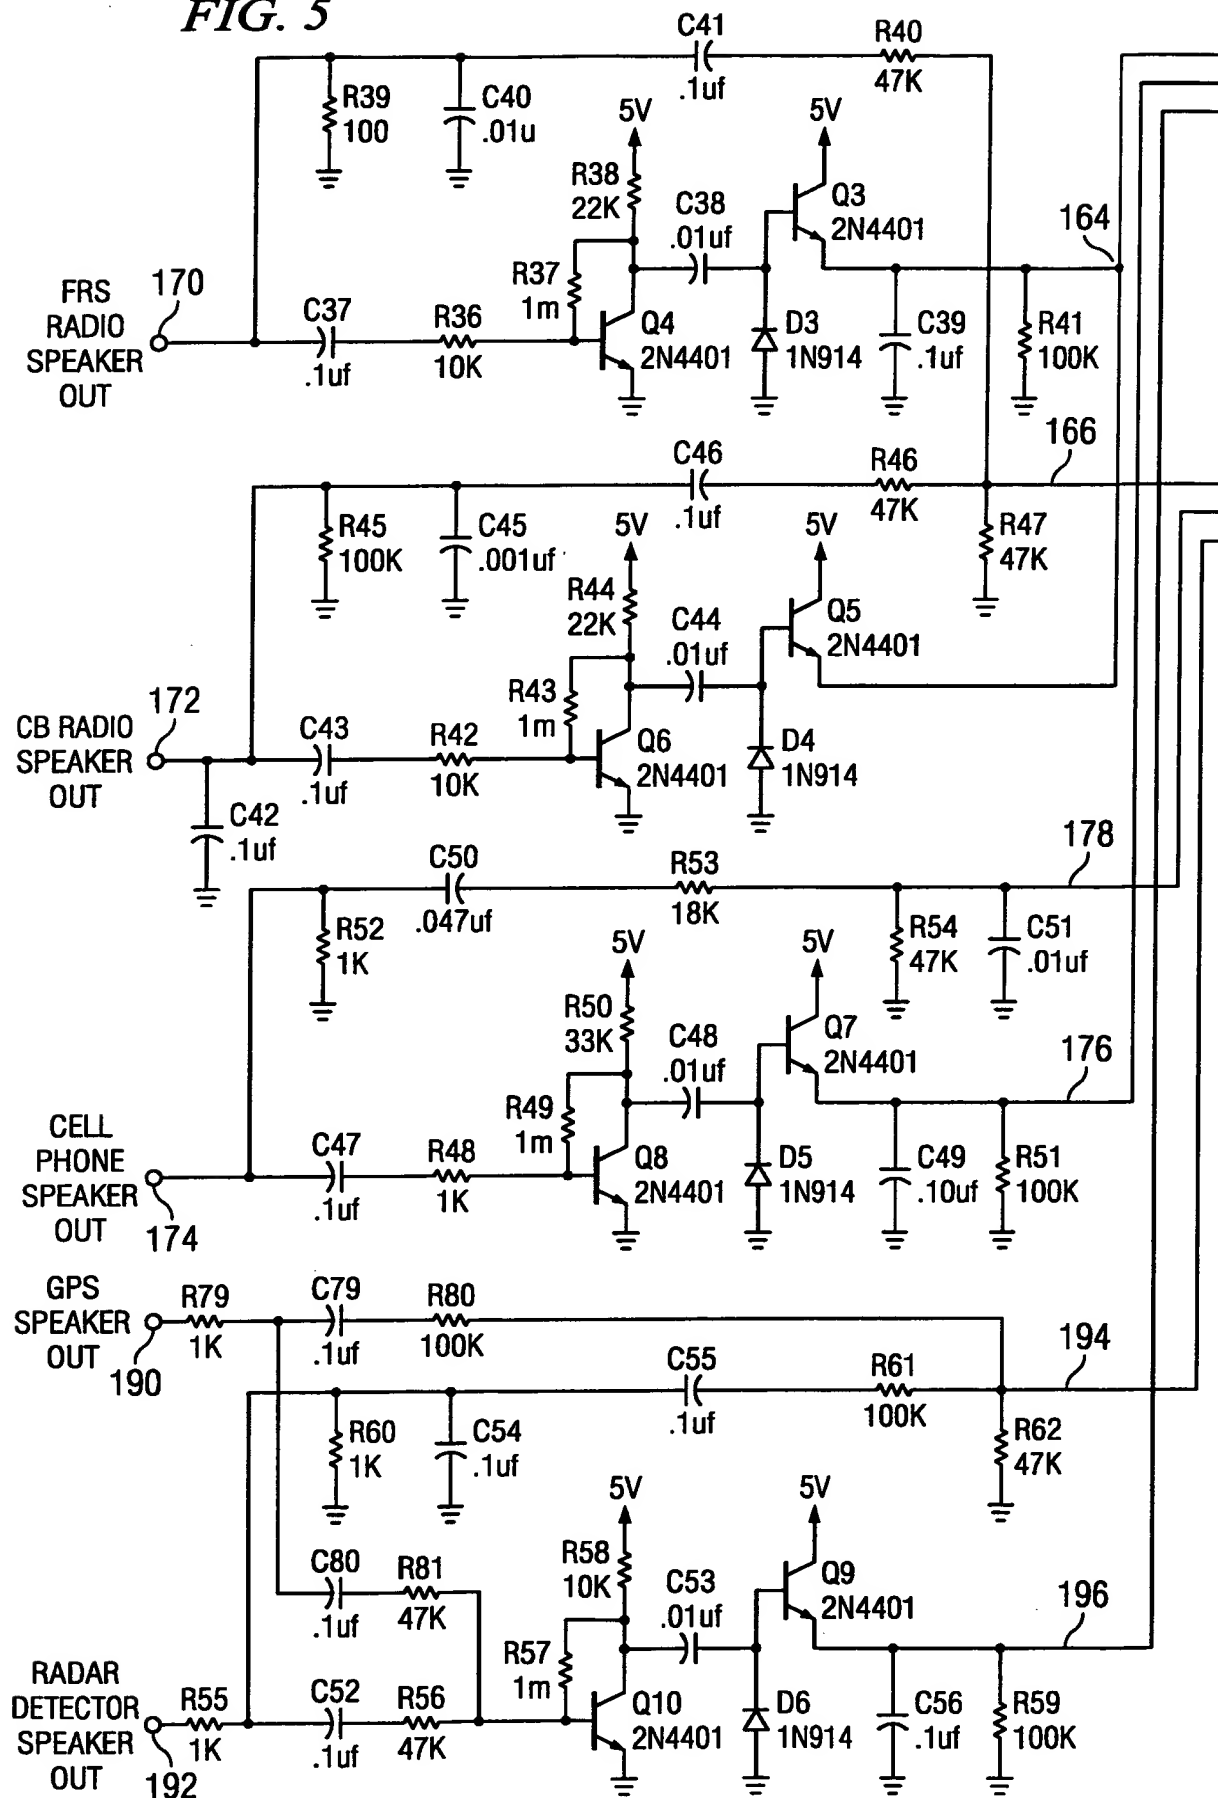 FIG. 5
C41
.1uf
R40
47K
R39
100
C40
.01u
5V
5V
R38
22K
C38
.01uf
Q3
2N4401
164
170
FRS
RADIO
SPEAKER
OUT
C37
.1uf
R36
10K
R37
1m
Q4
2N4401
D3
1N914
C39
.1uf
R41
100K
166
C46
.1uf
R46
47K
R45
100K
C45
.001uf
5V
5V
R47
47K
R44
22K
C44
.01uf
Q5
2N4401
172
CB RADIO
SPEAKER
OUT
C43
.1uf
R42
10K
R43
1m
Q6
2N4401
D4
1N914
C42
.1uf
178
C50
.047uf
R53
18K
R52
1K
5V
5V
R54
47K
C51
.01uf
R50
33K
C48
.01uf
Q7
2N4401
176
CELL
PHONE
SPEAKER
OUT
174
C47
.1uf
R48
1K
R49
1m
Q8
2N4401
D5
1N914
C49
.10uf
R51
100K
GPS
SPEAKER
OUT
190
R79
1K
C79
.1uf
R80
100K
C55
.1uf
R61
100K
194
R60
1K
C54
.1uf
R62
47K
5V
5V
C80
.1uf
R81
47K
R58
10K
C53
.01uf
Q9
2N4401
196
RADAR
DETECTOR
SPEAKER
OUT
192
R55
1K
C52
.1uf
R56
47K
R57
1m
Q10
2N4401
D6
1N914
C56
.1uf
R59
100K